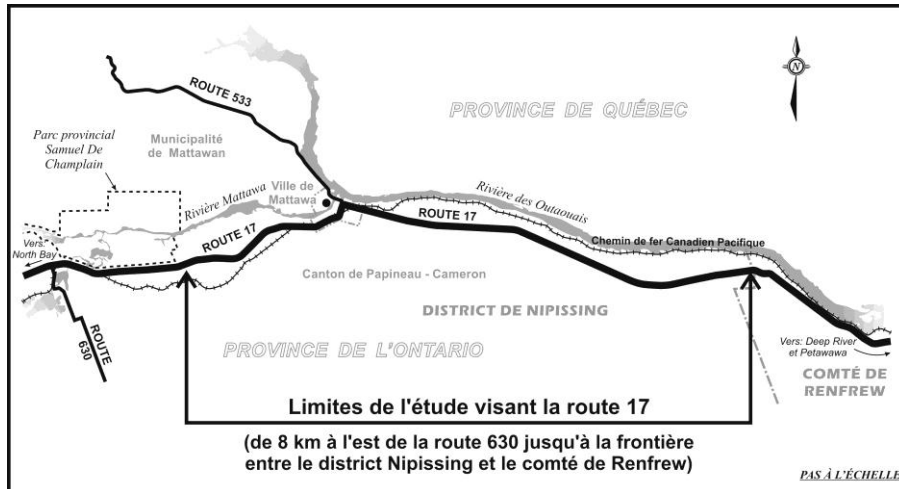 ROUTE 533
PROVINCE DE QUÉBEC
N
Parc provincial
Samuel De
Champlain
Municipalité
de Mattawan
Ville de
Mattawa
Rivière Mattawa
Rivière des Outaouais
ROUTE 17
ROUTE 17
Vers:
North Bay
Chemin de fer Canadien Pacifique
Canton de Papineau - Cameron
DISTRICT DE NIPISSING
ROUTE
630
PROVINCE DE L'ONTARIO
Vers: Deep River
et Petawawa
COMTÉ DE
RENFREW
Limites de l'étude visant la route 17
(de 8 km à l'est de la route 630 jusqu'à la frontière
entre le district Nipissing et le comté de Renfrew)
PAS À L'ÉCHELLE